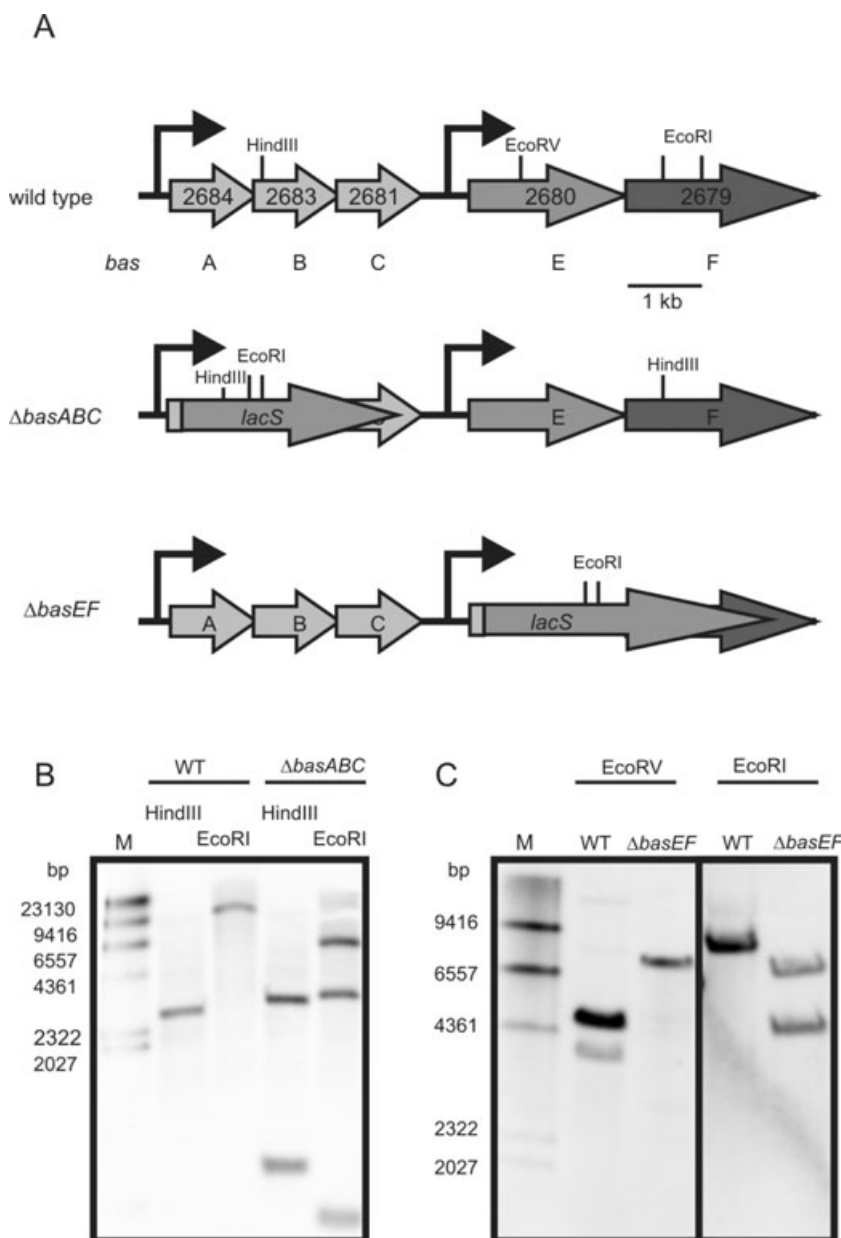 A
HindIII
EcoRV
EcoRI
wild type
2684 2683 2681 2680 2679
bas A B C E F
1 kb
EcoRI
HindIII
HindIII
ΔbasABC
lacS
E F
EcoRI
ΔbasEF
A B C lacS
B
WT ΔbasABC
HindIII HindIII
M EcoRI EcoRI
bp
23130
9416
6557
4361
2322
2027
C
EcoRV EcoRI
M WT ΔbasEF WT ΔbasEF
bp
9416
6557
4361
2322
2027